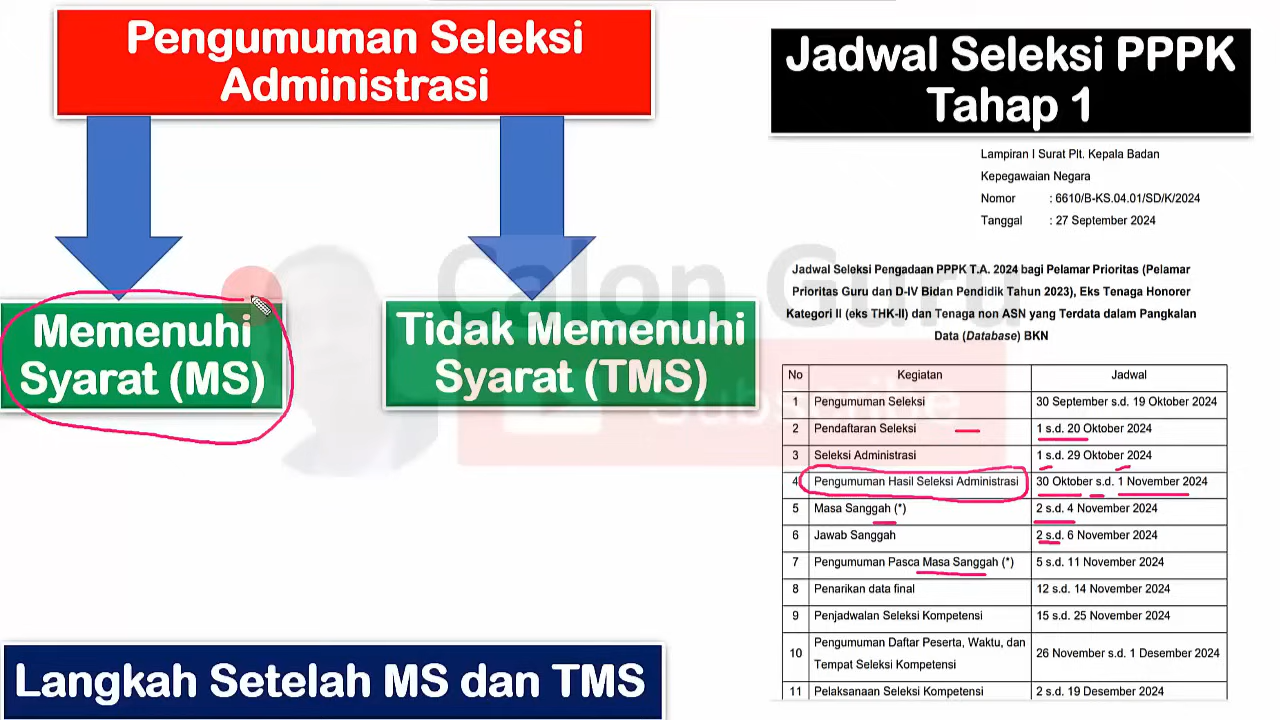 Pengumuman Seleksi
Administrasi
Memenuhi
Syarat (MS)
Tidak Memenuhi
Syarat (TMS)
Calon Guru
Subscribe
Langkah Setelah MS dan TMS
Jadwal Seleksi PPPK
Tahap 1
Lampiran I Surat Plt. Kepala Badan
Kepegawaian Negara
Nomor : 6610/B-KS.04.01/SD/K/2024
Tanggal : 27 September 2024
Jadwal Seleksi Pengadaan PPPK T.A. 2024 bagi Pelamar Prioritas (Pelamar
Prioritas Guru dan D-IV Bidan Pendidik Tahun 2023), Eks Tenaga Honorer
Kategori II (eks THK-II) dan Tenaga non ASN yang Terdata dalam Pangkalan
Data (Database) BKN
No Kegiatan Jadwal
1 Pengumuman Seleksi 30 September s.d. 19 Oktober 2024
2 Pendaftaran Seleksi 1 s.d. 20 Oktober 2024
3 Seleksi Administrasi 1 s.d. 29 Oktober 2024
4 Pengumuman Hasil Seleksi Administrasi 30 Oktober s.d. 1 November 2024
5 Masa Sanggah (*) 2 s.d. 4 November 2024
6 Jawab Sanggah 2 s.d. 6 November 2024
7 Pengumuman Pasca Masa Sanggah (*) 5 s.d. 11 November 2024
8 Penarikan data final 12 s.d. 14 November 2024
9 Penjadwalan Seleksi Kompetensi 15 s.d. 25 November 2024
10 Pengumuman Daftar Peserta, Waktu, dan
Tempat Seleksi Kompetensi 26 November s.d. 1 Desember 2024
11 Pelaksanaan Seleksi Kompetensi 2 s.d. 19 Desember 2024